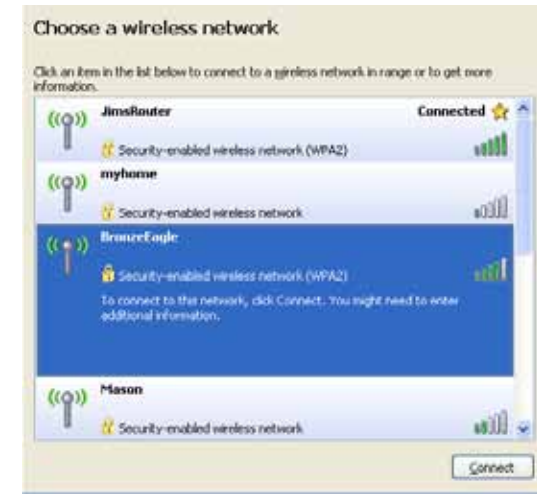 Choose a wireless network
Click an item in the list below to connect to a wireless network in range or to get more
information.
JimsRouter Connected
Security-enabled wireless network (WPA2)
myhome
Security-enabled wireless network
BronzeEagle
Security-enabled wireless network (WPA2)
To connect to this network, click Connect. You might need to enter
additional information.
Mason
Security-enabled wireless network
Connect